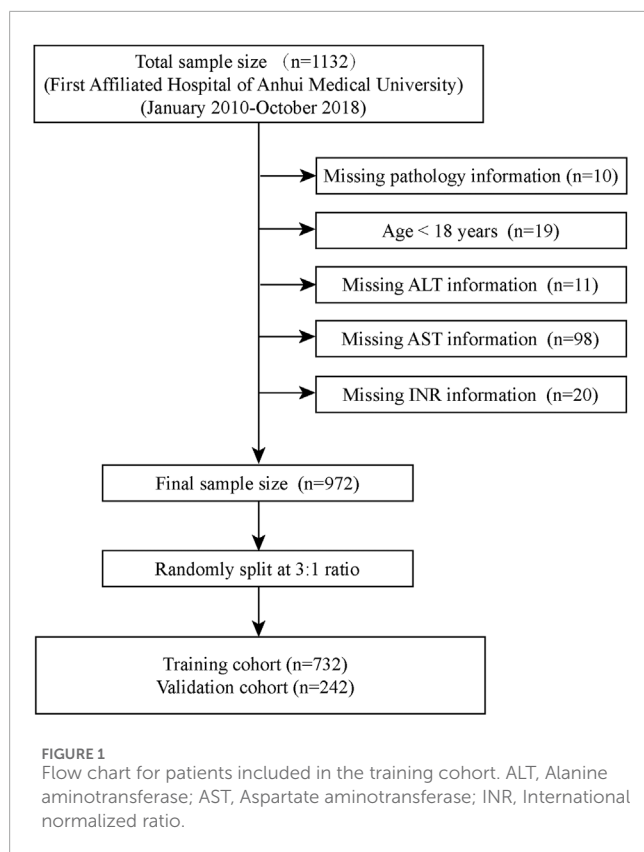 Total sample size （n=1132）
(First Affiliated Hospital of Anhui Medical University)
(January 2010-October 2018)
Missing pathology information (n=10)
Age < 18 years (n=19)
Missing ALT information (n=11)
Missing AST information (n=98)
Missing INR information (n=20)
Final sample size (n=972)
Randomly split at 3:1 ratio
Training cohort (n=732)
Validation cohort (n=242)
FIGURE 1
Flow chart for patients included in the training cohort. ALT, Alanine
aminotransferase; AST, Aspartate aminotransferase; INR, International
normalized ratio.